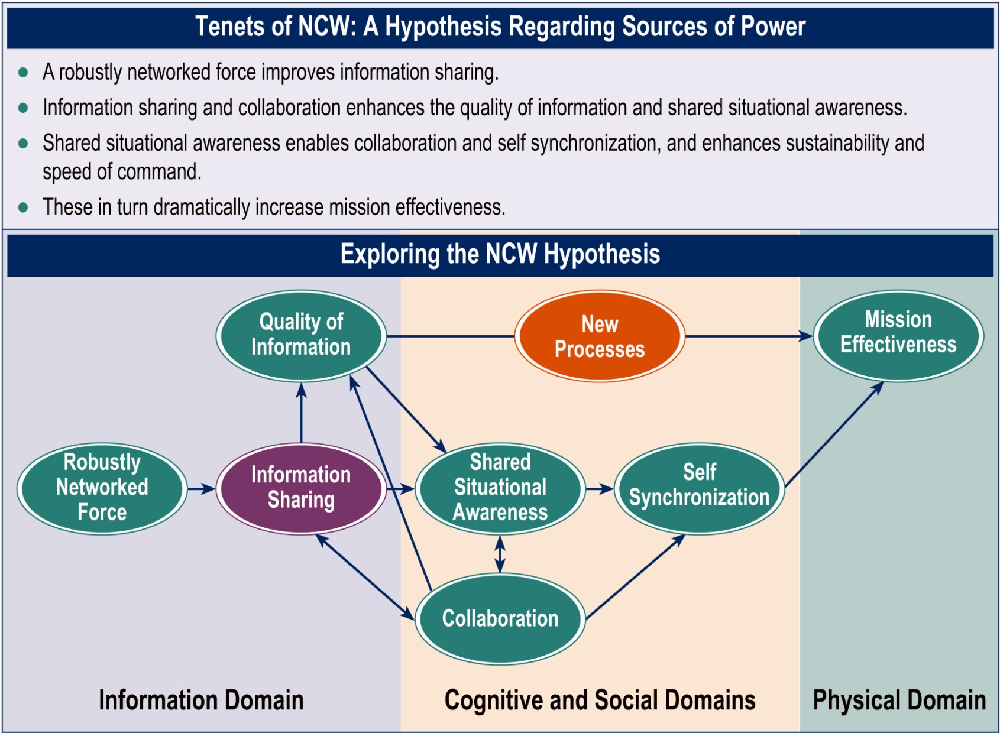 Tenets of NCW: A Hypothesis Regarding Sources of Power
● A robustly networked force improves information sharing.
● Information sharing and collaboration enhances the quality of information and shared situational awareness.
● Shared situational awareness enables collaboration and self synchronization, and enhances sustainability and
speed of command.
● These in turn dramatically increase mission effectiveness.
Exploring the NCW Hypothesis
Quality of
Information
New
Processes
Mission
Effectiveness
Robustly
Networked
Force
Information
Sharing
Shared
Situational
Awareness
Self
Synchronization
Collaboration
Information Domain
Cognitive and Social Domains
Physical Domain